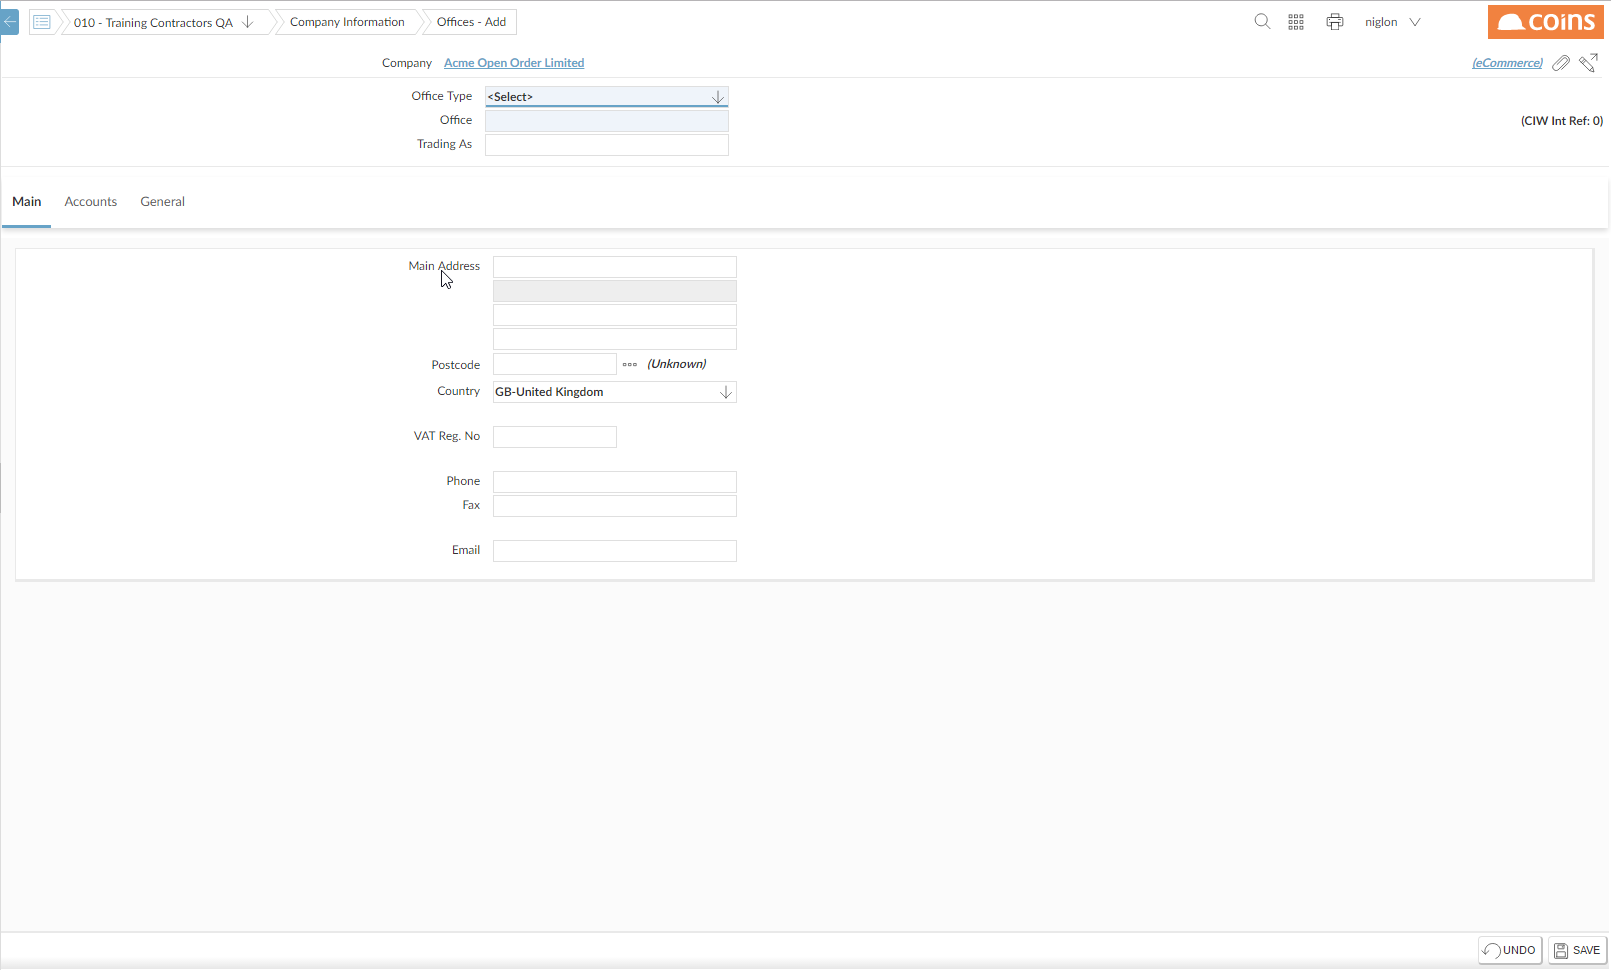 010 - Training Contractors QA
Company Information
Offices - Add
niglon
coins
Company Acme Open Order Limited
(eCommerce)
Office Type <Select>
Office
(CIW Int Ref: 0)
Trading As
Main Accounts General
Main Address
Postcode (Unknown)
Country GB-United Kingdom
VAT Reg. No
Phone
Fax
Email
UNDO SAVE